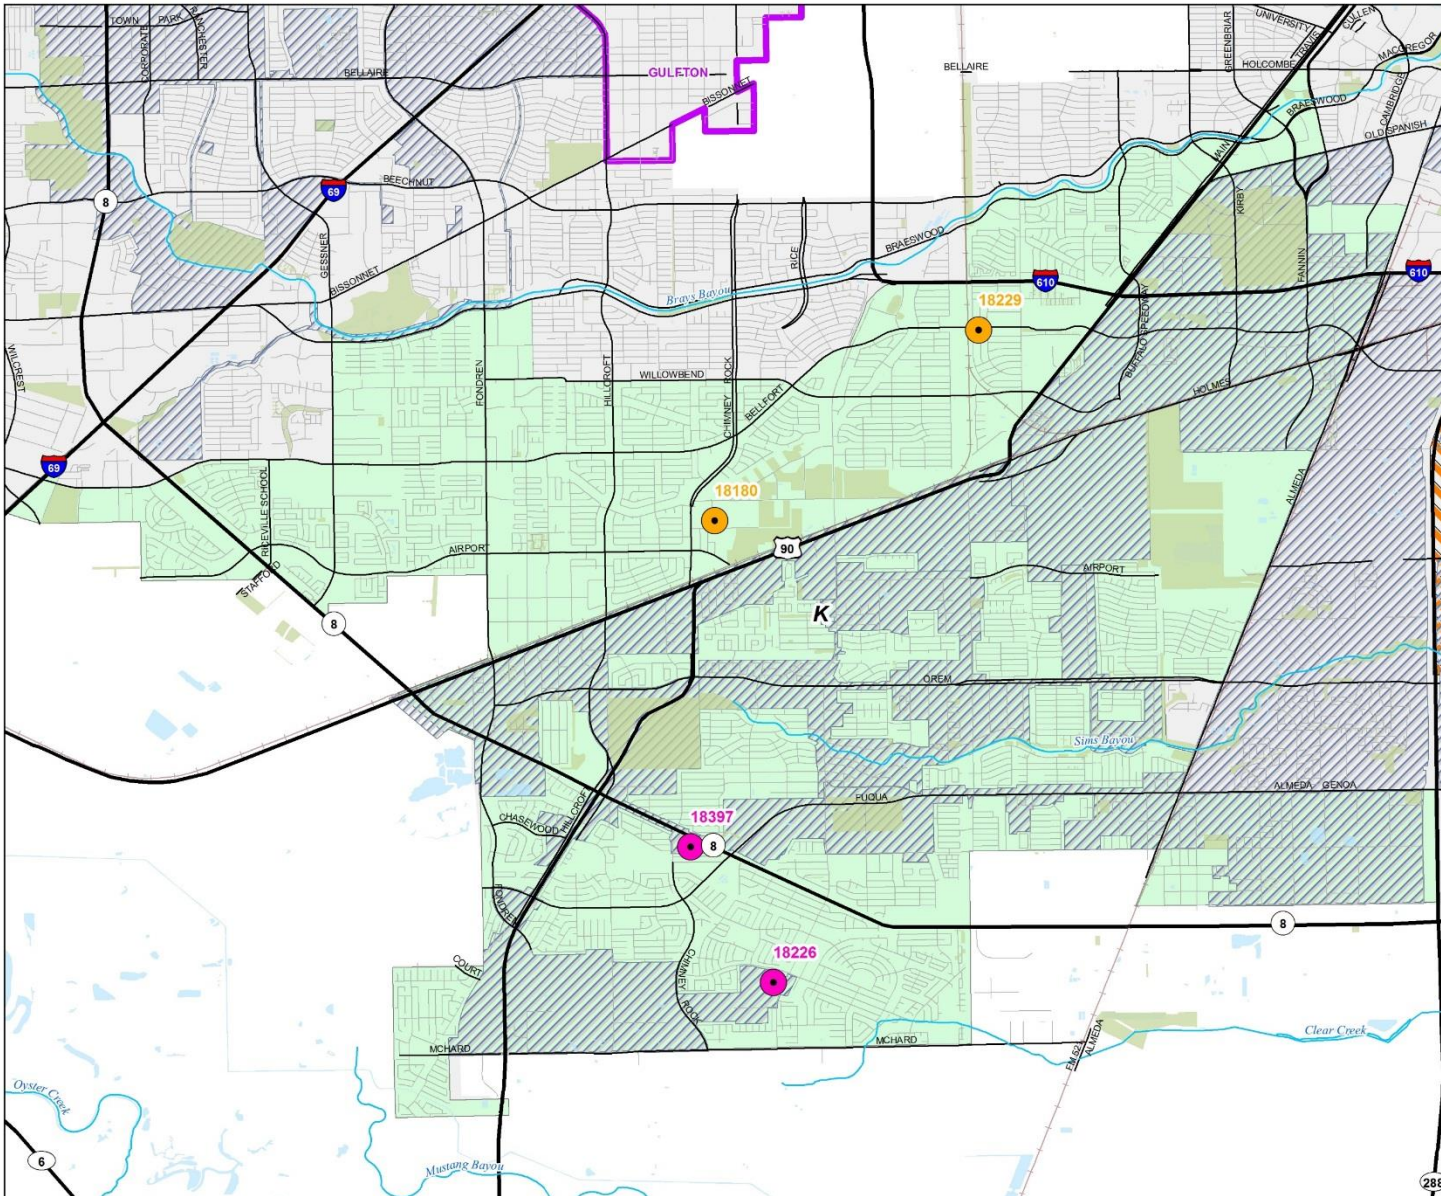 TOWN PARK
CORPORATE
RANCHESTER
BELLAIRE
GULFTON
BISSONNET
BELLAIRE
GREENBRIAR
UNIVERSITY
TRAVIS
CULLEN
HOLCOMBE
MACGREGOR
CAMBRIDGE
BRAESWOOD
OLD SPANISH
MAIN
KIRBY
FANNIN
8
69
BEECHNUT
GESSNER
BISSONNET
RICE
BRAESWOOD
Brays Bayou
610
610
18229
BUFFALO SPEEDWAY
WILCREST
FONDREN
HILLCROFT
WILLOWBEND
CHIMNEY ROCK
BELLFORT
HOLMES
69
RICEVILLE SCHOOL
18180
ALMEDA
AIRPORT
90
AIRPORT
STAFFORD
8
K
OREM
Sims Bayou
FUQUA
ALMEDA GENOA
CHASEWOOD
HILLCROFT
18397
8
FONDREN
8
COURT
CHIMNEY ROCK
18226
MCHARD
MCHARD
FM 521
ALMEDA
Clear Creek
Oyster Creek
Mustang Bayou
6
288